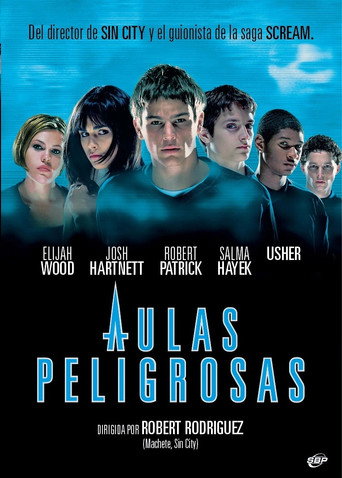 Del director de SIN CITY y el guionista de la saga SCREAM.
ELIJAH WOOD
JOSH HARTNETT
ROBERT PATRICK
SALMA HAYEK
USHER
AULAS
PELIGROSAS
DIRIGIDA POR ROBERT RODRIGUEZ
(Machete, Sin City)
SBP